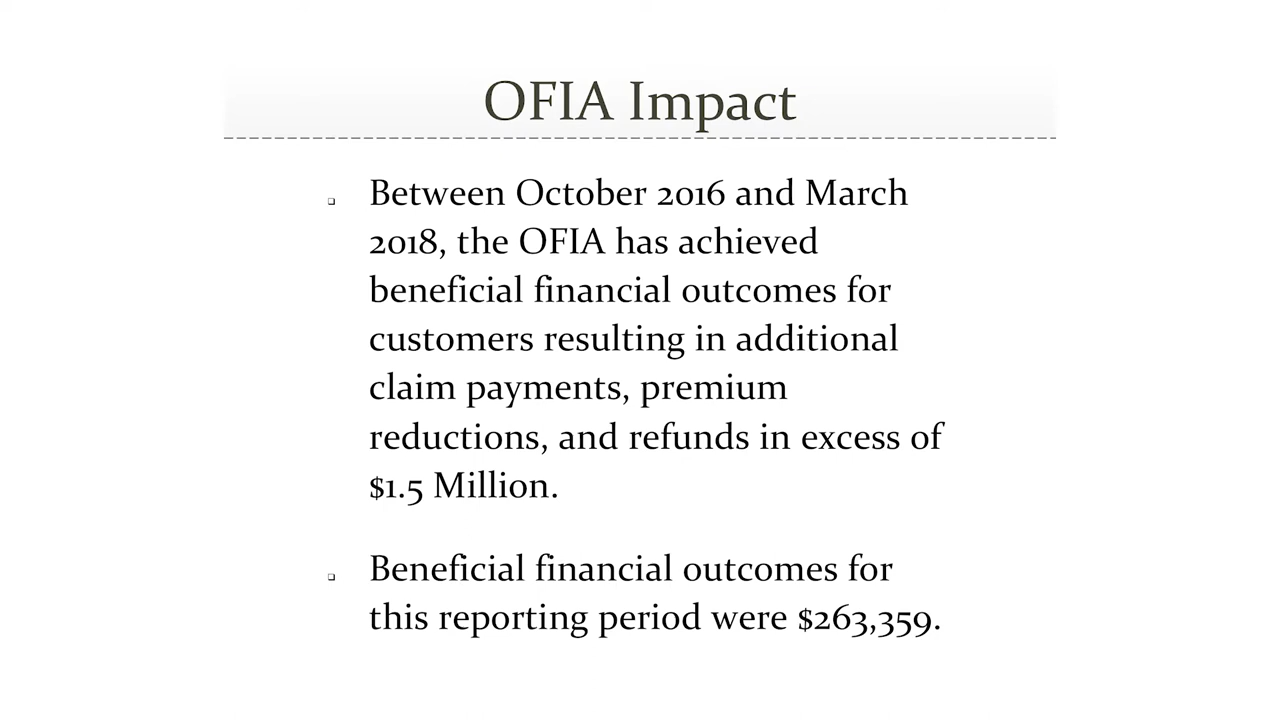 OFIA Impact
Between October 2016 and March
2018, the OFIA has achieved
beneficial financial outcomes for
customers resulting in additional
claim payments, premium
reductions, and refunds in excess of
$1.5 Million.
Beneficial financial outcomes for
this reporting period were $263,359.